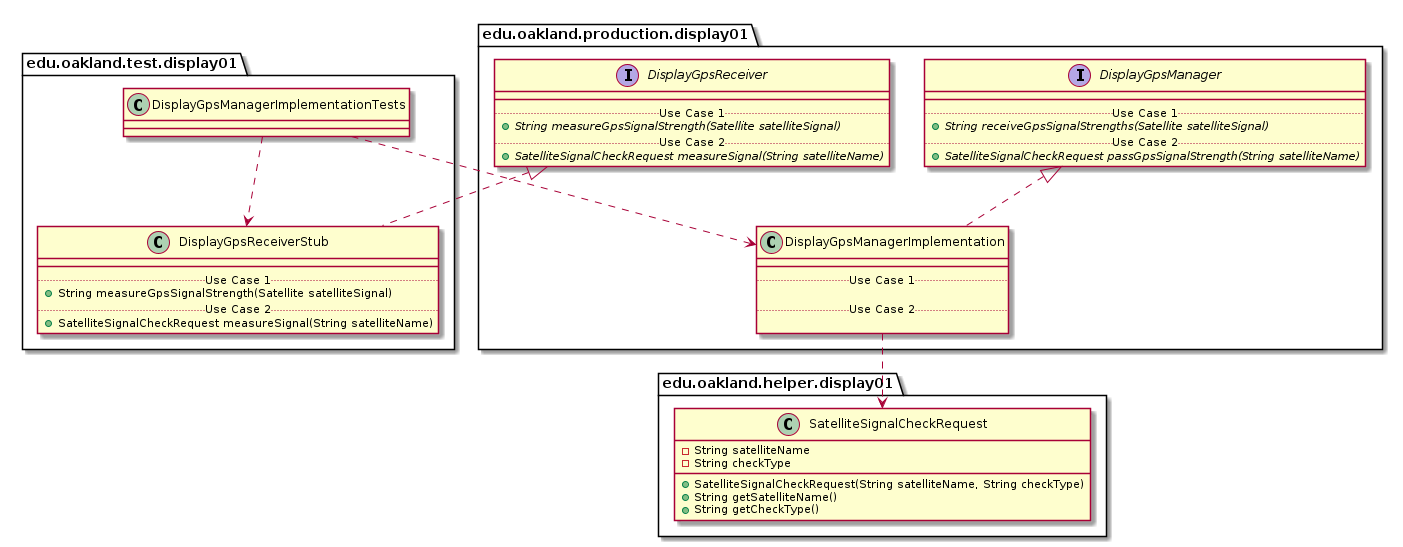 edu.oakland.test.display01
C DisplayGpsManagerImplementationTests
C DisplayGpsReceiverStub
Use Case 1
String measureGpsSignalStrength(Satellite satelliteSignal)
Use Case 2
SatelliteSignalCheckRequest measureSignal(String satelliteName)
edu.oakland.production.display01
I DisplayGpsReceiver
Use Case 1
String measureGpsSignalStrength(Satellite satelliteSignal)
Use Case 2
SatelliteSignalCheckRequest measureSignal(String satelliteName)
I DisplayGpsManager
Use Case 1
String receiveGpsSignalStrengths(Satellite satelliteSignal)
Use Case 2
SatelliteSignalCheckRequest passGpsSignalStrength(String satelliteName)
C DisplayGpsManagerImplementation
Use Case 1
Use Case 2
edu.oakland.helper.display01
C SatelliteSignalCheckRequest
String satelliteName
String checkType
SatelliteSignalCheckRequest(String satelliteName, String checkType)
String getSatelliteName()
String getCheckType()